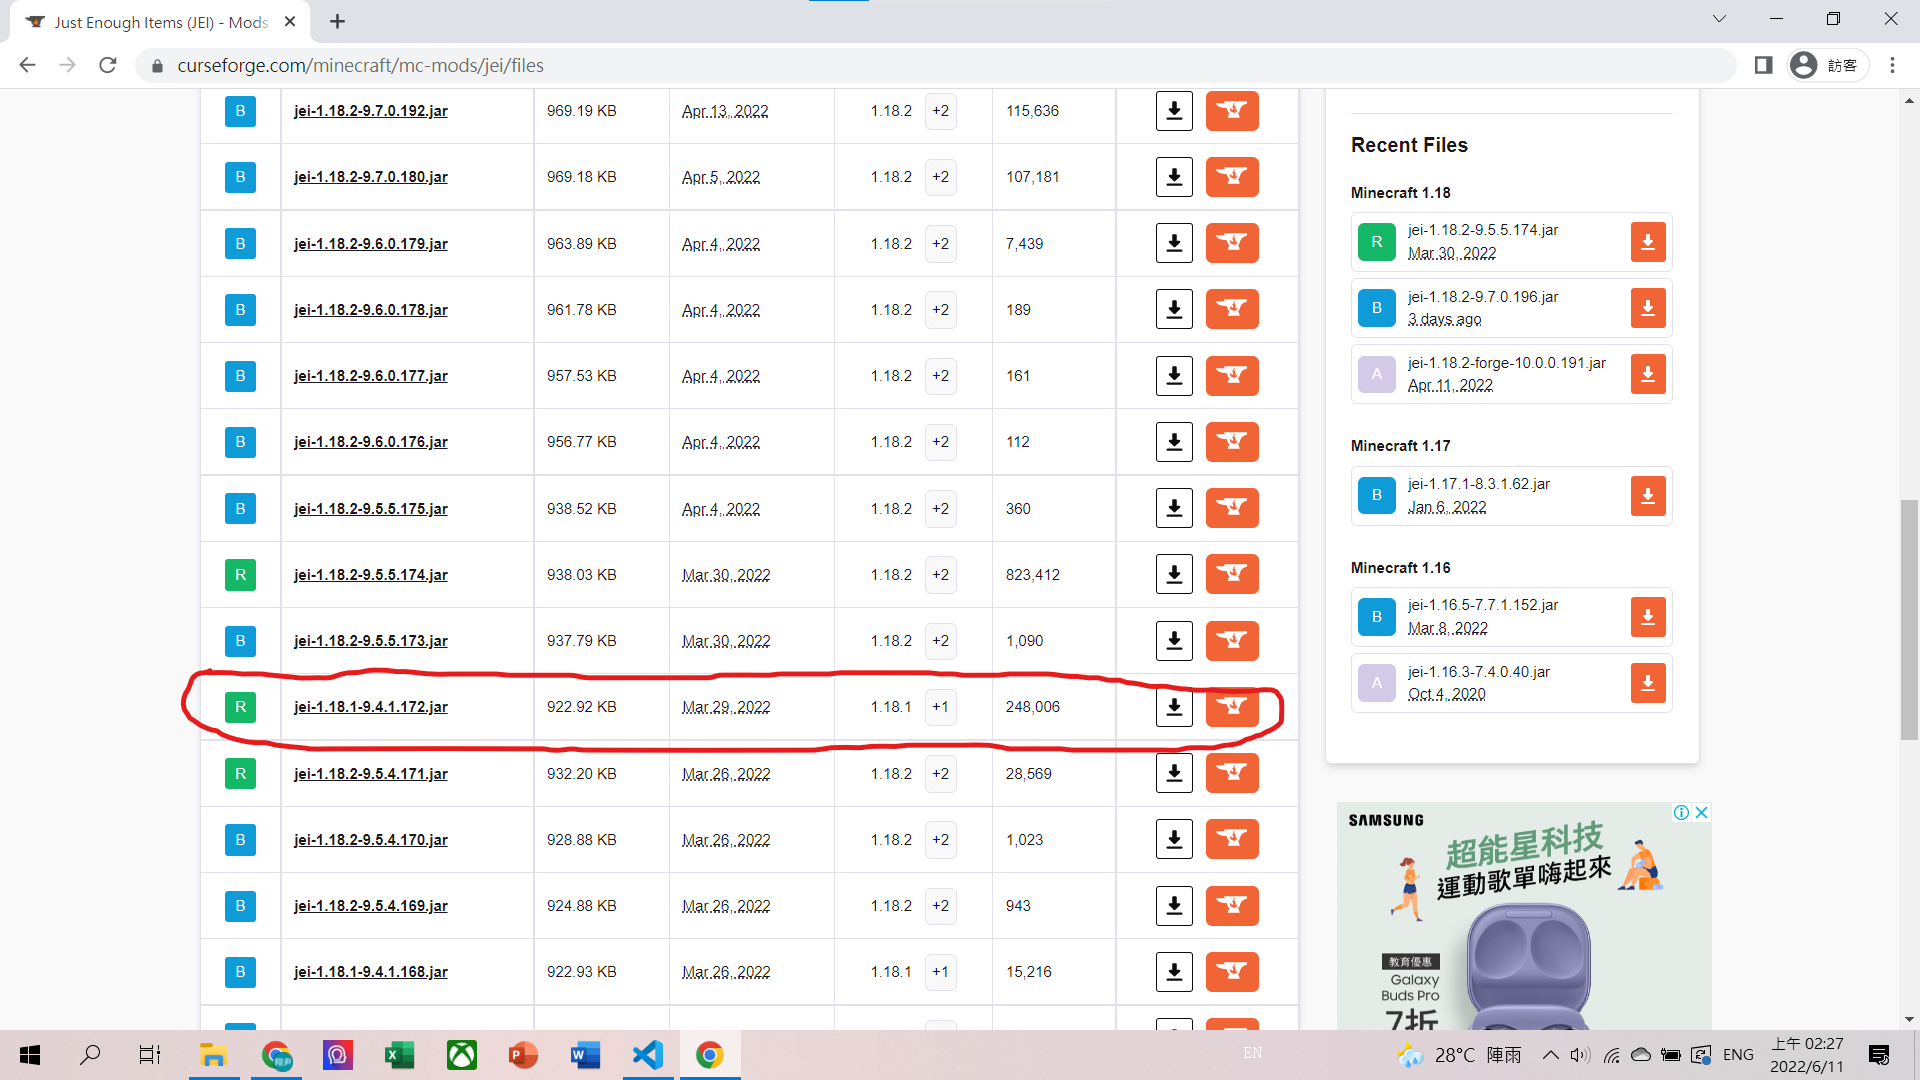 Just Enough Items (JEI) - Mods
curseforge.com/minecraft/mc-mods/jei/files
訪客
B jei-1.18.2-9.7.0.192.jar 969.19 KB Apr 13, 2022 1.18.2 +2 115,636
B jei-1.18.2-9.7.0.180.jar 969.18 KB Apr 5, 2022 1.18.2 +2 107,181
B jei-1.18.2-9.6.0.179.jar 963.89 KB Apr 4, 2022 1.18.2 +2 7,439
B jei-1.18.2-9.6.0.178.jar 961.78 KB Apr 4, 2022 1.18.2 +2 189
B jei-1.18.2-9.6.0.177.jar 957.53 KB Apr 4, 2022 1.18.2 +2 161
B jei-1.18.2-9.6.0.176.jar 956.77 KB Apr 4, 2022 1.18.2 +2 112
B jei-1.18.2-9.5.5.175.jar 938.52 KB Apr 4, 2022 1.18.2 +2 360
R jei-1.18.2-9.5.5.174.jar 938.03 KB Mar 30, 2022 1.18.2 +2 823,412
B jei-1.18.2-9.5.5.173.jar 937.79 KB Mar 30, 2022 1.18.2 +2 1,090
R jei-1.18.1-9.4.1.172.jar 922.92 KB Mar 29, 2022 1.18.1 +1 248,006
R jei-1.18.2-9.5.4.171.jar 932.20 KB Mar 26, 2022 1.18.2 +2 28,569
B jei-1.18.2-9.5.4.170.jar 928.88 KB Mar 26, 2022 1.18.2 +2 1,023
B jei-1.18.2-9.5.4.169.jar 924.88 KB Mar 26, 2022 1.18.2 +2 943
B jei-1.18.1-9.4.1.168.jar 922.93 KB Mar 26, 2022 1.18.1 +1 15,216
Recent Files
Minecraft 1.18
R jei-1.18.2-9.5.5.174.jar
Mar 30, 2022
B jei-1.18.2-9.7.0.196.jar
3 days ago
A jei-1.18.2-forge-10.0.0.191.jar
Apr 11, 2022
Minecraft 1.17
B jei-1.17.1-8.3.1.62.jar
Jan 6, 2022
Minecraft 1.16
B jei-1.16.5-7.7.1.152.jar
Mar 8, 2022
A jei-1.16.3-7.4.0.40.jar
Oct 4, 2020
SAMSUNG
超能星科技
運動歌單嗨起來
教育優惠
Galaxy
Buds Pro
7折
EN
28°C 陣雨
ENG
上午 02:27
2022/6/11